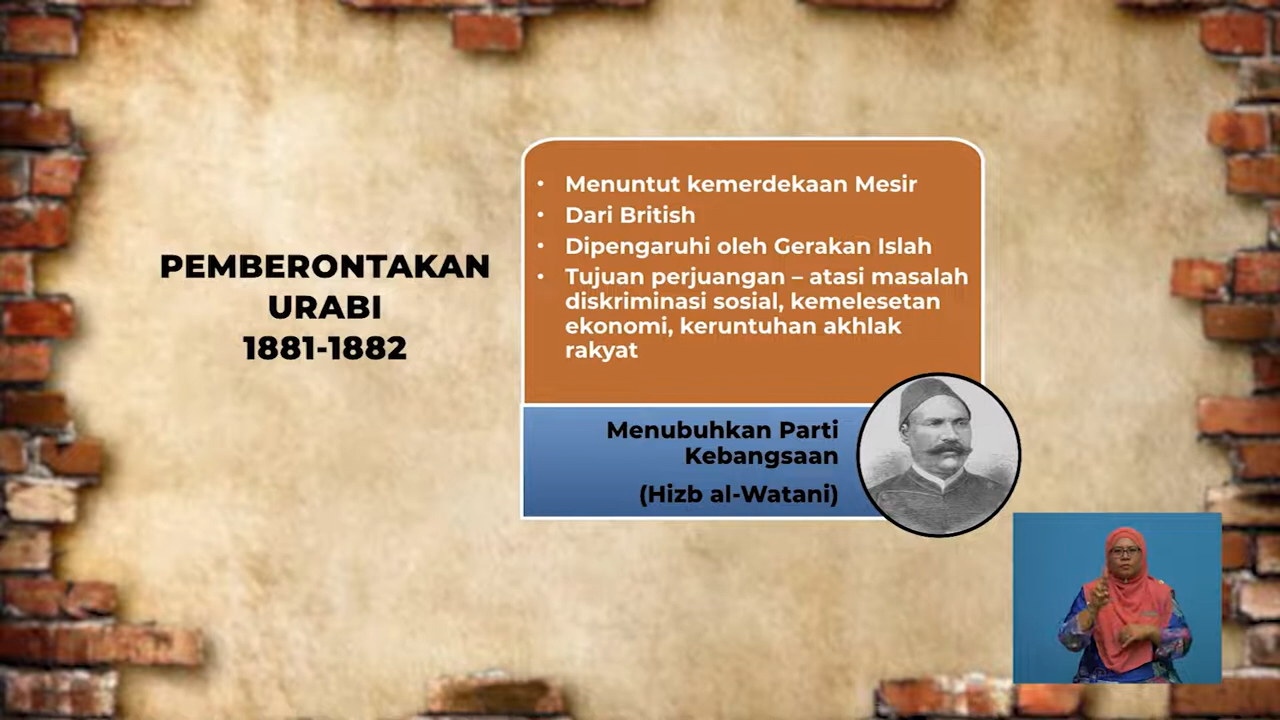 PEMBERONTAKAN
URABI
1881-1882
• Menuntut kemerdekaan Mesir
• Dari British
• Dipengaruhi oleh Gerakan Islah
• Tujuan perjuangan – atasi masalah
diskriminasi sosial, kemelesetan
ekonomi, keruntuhan akhlak
rakyat
Menubuhkan Parti
Kebangsaan
(Hizb al-Watani)